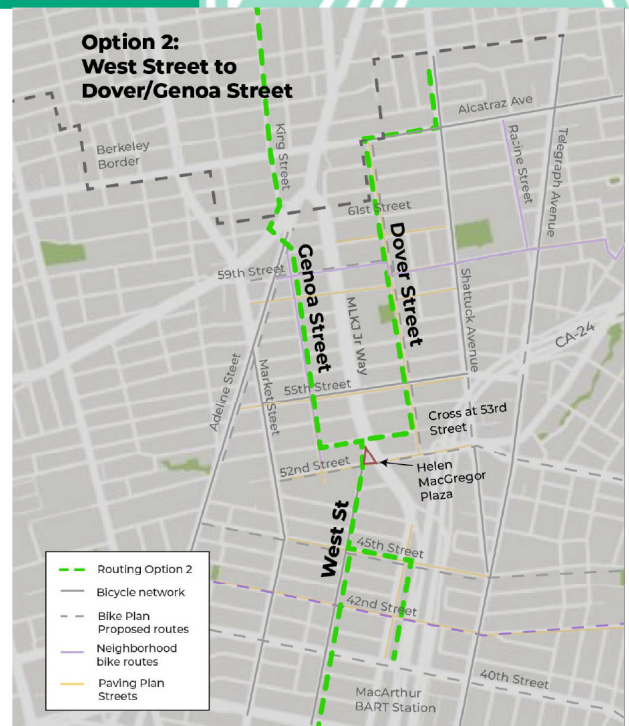 Option 2:
West Street to
Dover/Genoa Street
Berkeley
Border
King Street
Alcatraz Ave
Racine Street
Telegraph Avenue
61st Street
Dover Street
Genoa Street
59th Street
MLKJ Jr Way
Shattuck Avenue
CA-24
Adeline Steet
Market Steet
55th Street
Cross at 53rd
Street
52nd Street
Helen
MacGregor
Plaza
West St
45th Street
42nd Street
40th Street
MacArthur
BART Station
Routing Option 2
Bicycle network
Bike Plan
Proposed routes
Neighborhood
bike routes
Paving Plan
Streets